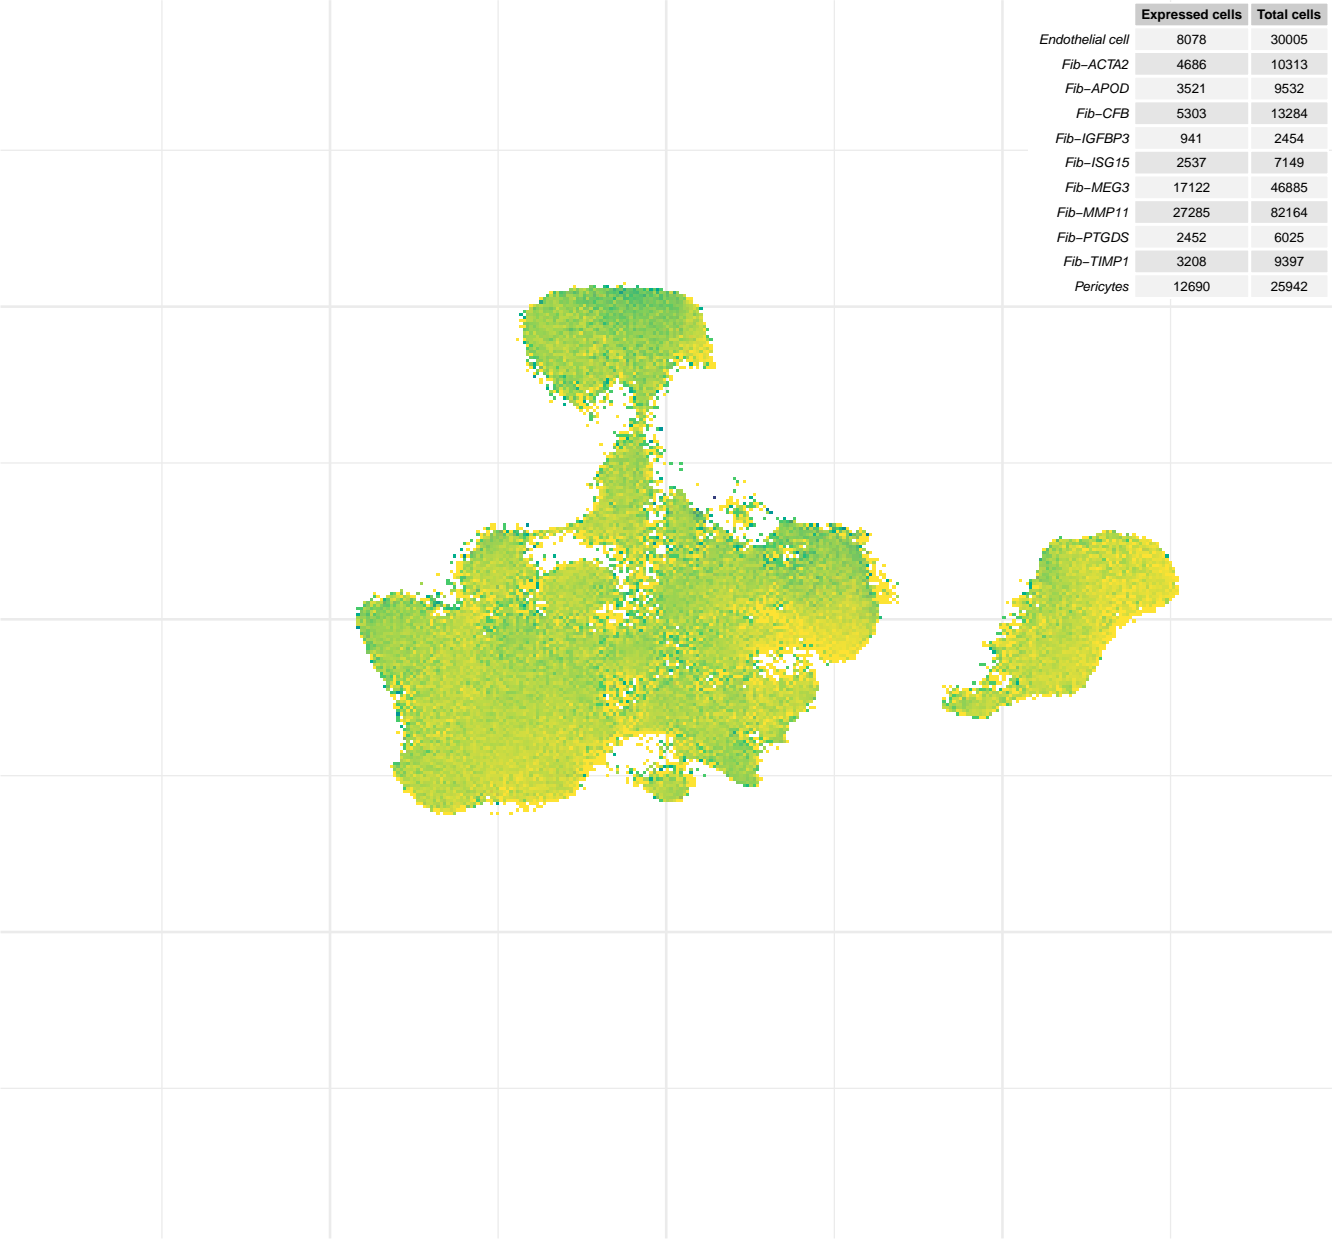 Expressed cells Total cells
Endothelial cell 8078 30005
Fib−ACTA2 4686 10313
Fib−APOD 3521 9532
Fib−CFB 5303 13284
Fib−IGFBP3 941 2454
Fib−ISG15 2537 7149
Fib−MEG3 17122 46885
Fib−MMP11 27285 82164
Fib−PTGDS 2452 6025
Fib−TIMP1 3208 9397
Pericytes 12690 25942